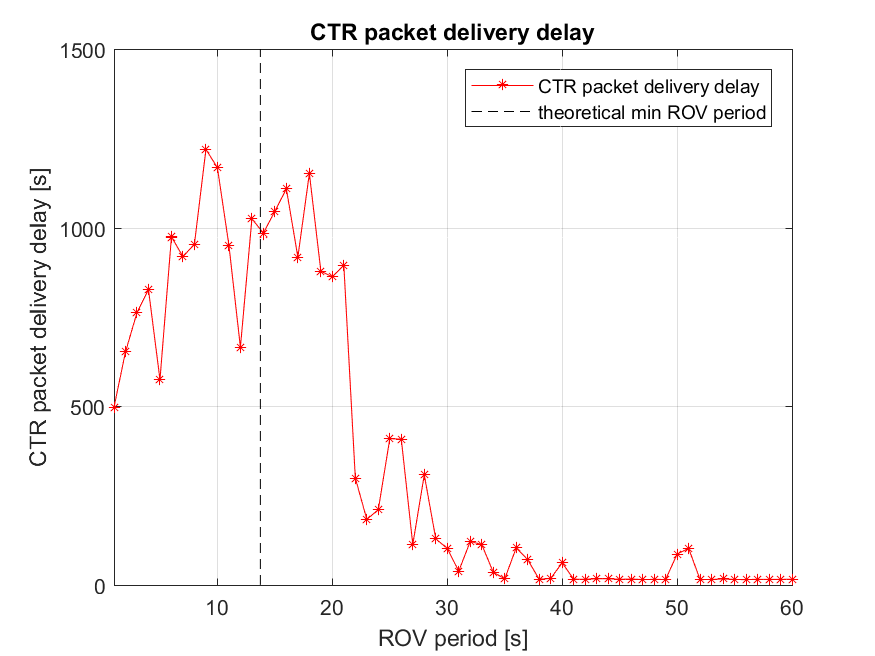 CTR packet delivery delay
1500
CTR packet delivery delay
theoretical min ROV period
1000
500
0
CTR packet delivery delay [s]
10 20 30 40 50 60
ROV period [s]